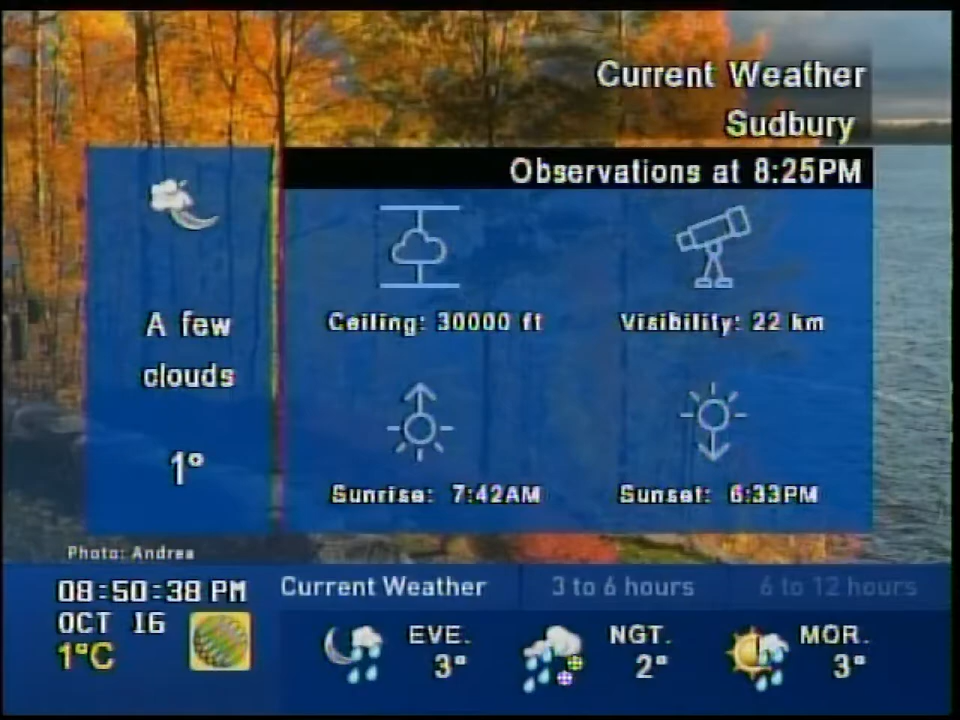 Current Weather
Sudbury
Observations at 8:25PM
A few
clouds
1°
Ceiling: 30000 ft
Visibility: 22 km
Sunrise: 7:42AM
Sunset: 6:33PM
Photo: Andrea
08:50:38 PM
OCT 16
1°C
Current Weather
3 to 6 hours
6 to 12 hours
EVE.
3°
NGT.
2°
MOR.
3°